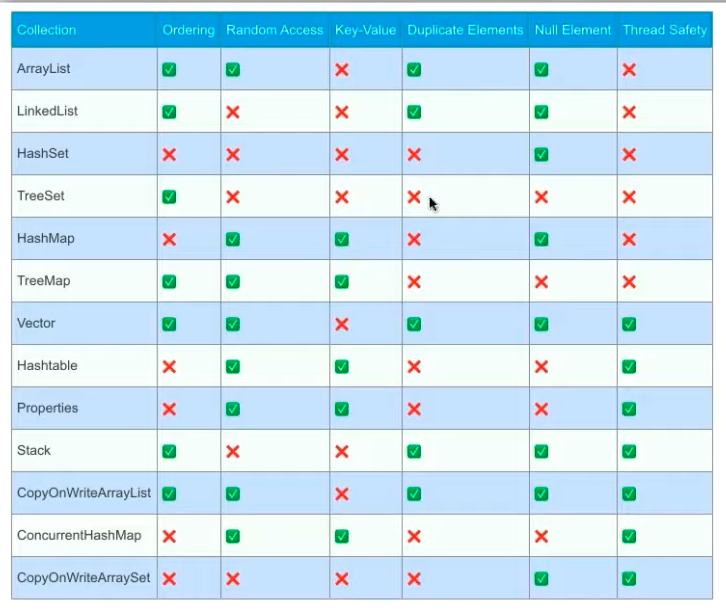 Collection Ordering Random Access Key-Value Duplicate Elements Null Element Thread Safety
ArrayList ✅ ✅ ❌ ✅ ✅ ❌
LinkedList ✅ ❌ ❌ ✅ ✅ ❌
HashSet ❌ ❌ ❌ ❌ ✅ ❌
TreeSet ✅ ❌ ❌ ❌ ❌ ❌
HashMap ❌ ✅ ✅ ❌ ✅ ❌
TreeMap ✅ ✅ ✅ ❌ ❌ ❌
Vector ✅ ✅ ❌ ✅ ✅ ✅
Hashtable ❌ ✅ ✅ ❌ ❌ ✅
Properties ❌ ✅ ✅ ❌ ❌ ✅
Stack ✅ ❌ ❌ ✅ ✅ ✅
CopyOnWriteArrayList ✅ ✅ ❌ ✅ ✅ ✅
ConcurrentHashMap ❌ ✅ ✅ ❌ ❌ ✅
CopyOnWriteArraySet ❌ ❌ ❌ ❌ ✅ ✅